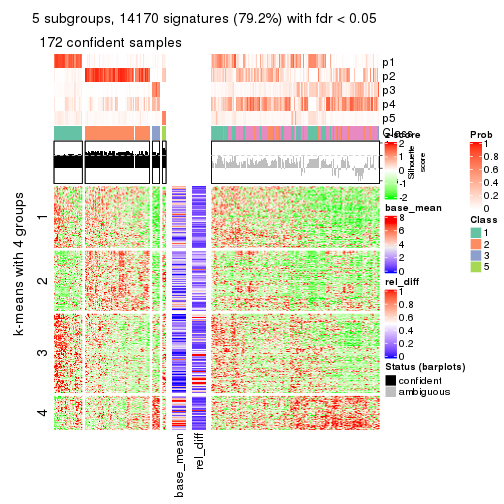 5 subgroups, 14170 signatures (79.2%) with fdr < 0.05
172 confident samples
p1
p2
p3
p4
p5
Class
z-score
2
1
0
-1
-2
Silhouette
score
Prob
1
0.8
0.6
0.4
0.2
0
Class
1
2
3
5
base_mean
8
6
4
2
0
rel_diff
1
0.8
0.6
0.4
0.2
0
Status (barplots)
confident
ambiguous
k-means with 4 groups
1
2
3
4
base_mean
rel_diff